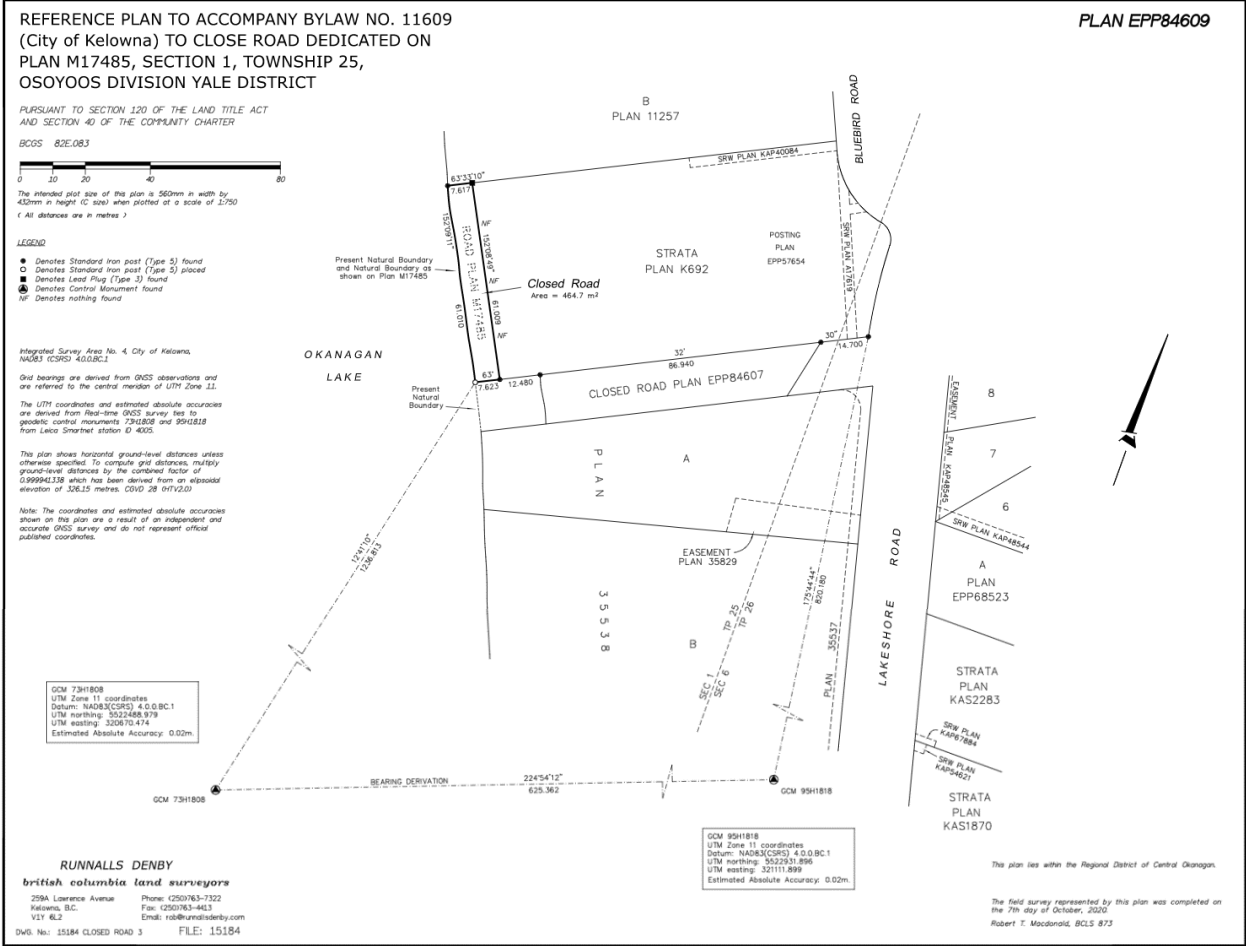 REFERENCE PLAN TO ACCOMPANY BYLAW NO. 11609
(City of Kelowna) TO CLOSE ROAD DEDICATED ON
PLAN M17485, SECTION 1, TOWNSHIP 25,
OSOYOOS DIVISION YALE DISTRICT
PLAN EPP84609
PURSUANT TO SECTION 120 OF THE LAND TITLE ACT
AND SECTION 40 OF THE COMMUNITY CHARTER
BCGS 82E.083
0 10 20 40 80
The intended plot size of this plan is 560mm in width by
432mm in height (C size) when plotted at a scale of 1:750
( All distances are in metres )
LEGEND
Denotes Standard Iron post (Type 5) found
Denotes Standard Iron post (Type 5) placed
Denotes Lead Plug (Type 3) found
Denotes Control Monument found
NF Denotes nothing found
Integrated Survey Area No. 4, City of Kelowna,
NAD83 (CSRS) 4.0.0.BC.1
Grid bearings are derived from GNSS observations and
are referred to the central meridian of UTM Zone 11.
The UTM coordinates and estimated absolute accuracies
are derived from Real-time GNSS survey ties to
geodetic control monuments 73H1808 and 95H1818
from Leica Smartnet station ID 4005.
This plan shows horizontal ground-level distances unless
otherwise specified. To compute grid distances, multiply
ground-level distances by the combined factor of
0.999941338 which has been derived from an elipsoidal
elevation of 326.15 metres. CGVD 28 (HTV2.0)
Note: The coordinates and estimated absolute accuracies
shown on this plan are a result of an independent and
accurate GNSS survey and do not represent official
published coordinates.
B
PLAN 11257
BLUEBIRD ROAD
SRW PLAN KAP40084
63°33'10"
7.617
152°09'11"
61.010
ROAD PLAN M17485
NF
152°08'49"
NF
61.009
NF
Present Natural Boundary
and Natural Boundary as
shown on Plan M17485
Closed Road
Area = 464.7 m²
STRATA
PLAN K692
POSTING
PLAN
EPP57654
SRW PLAN A17619
OKANAGAN
LAKE
63'
7.623
12.480
32'
86.940
30"
14.700
CLOSED ROAD PLAN EPP84607
Present
Natural
Boundary
PLAN
35538
A
EASEMENT
PLAN 35829
B
TP 25
TP 26
SEC 1
SEC 6
175°44'44"
820.180
PLAN 35537
LAKESHORE ROAD
EASEMENT PLAN KAP48545
8
7
6
SRW PLAN KAP48544
A
PLAN
EPP68523
STRATA
PLAN
KAS2283
SRW PLAN
KAP67884
SRW PLAN
KAP54621
STRATA
PLAN
KAS1870
12°41'10"
1236.813
GCM 73H1808
UTM Zone 11 coordinates
Datum: NAD83(CSRS) 4.0.0.BC.1
UTM northing: 5522488.979
UTM easting: 320670.474
Estimated Absolute Accuracy: 0.02m.
GCM 73H1808
BEARING DERIVATION
224°54'12"
625.362
GCM 95H1818
GCM 95H1818
UTM Zone 11 coordinates
Datum: NAD83(CSRS) 4.0.0.BC.1
UTM northing: 5522931.896
UTM easting: 321111.899
Estimated Absolute Accuracy: 0.02m.
RUNNALLS DENBY
british columbia land surveyors
259A Lawrence Avenue
Kelowna, B.C.
V1Y 6L2
Phone: (250)763-7322
Fax: (250)763-4413
Email: rob@runnallsdenby.com
DWG. No.: 15184 CLOSED ROAD 3
FILE: 15184
This plan lies within the Regional District of Central Okanagan.
The field survey represented by this plan was completed on
the 7th day of October, 2020.
Robert T. Macdonald, BCLS 873